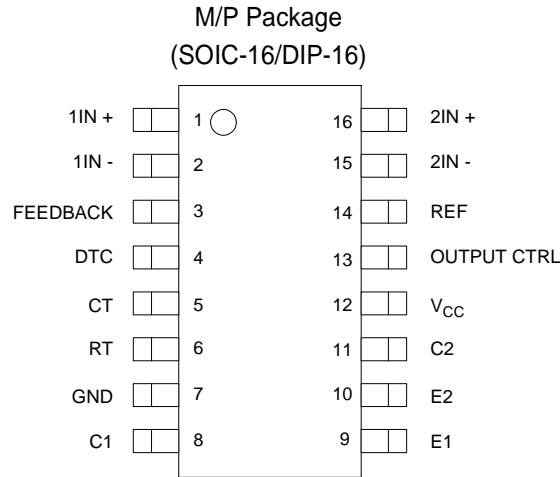 M/P Package
(SOIC-16/DIP-16)
1IN + 1 16 2IN +
1IN - 2 15 2IN -
FEEDBACK 3 14 REF
DTC 4 13 OUTPUT CTRL
CT 5 12 VCC
RT 6 11 C2
GND 7 10 E2
C1 8 9 E1